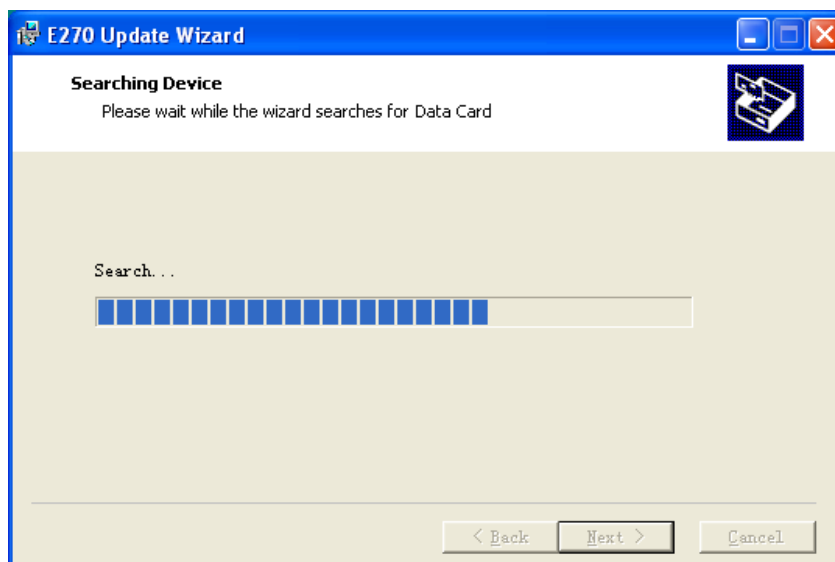 E270 Update Wizard
Searching Device
Please wait while the wizard searches for Data Card
Search...
< Back
Next >
Cancel